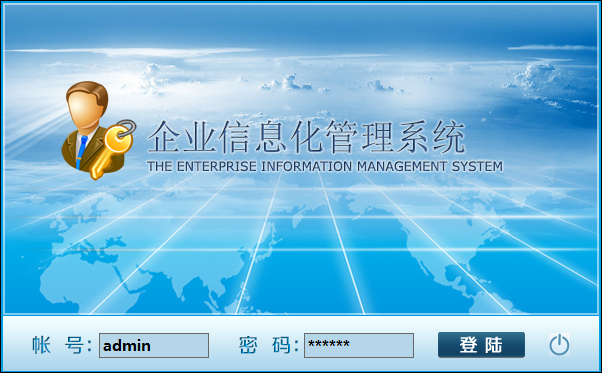 企业信息化管理系统
THE ENTERPRISE INFORMATION MANAGEMENT SYSTEM
帐 号: admin 密 码: ****** 登 陆